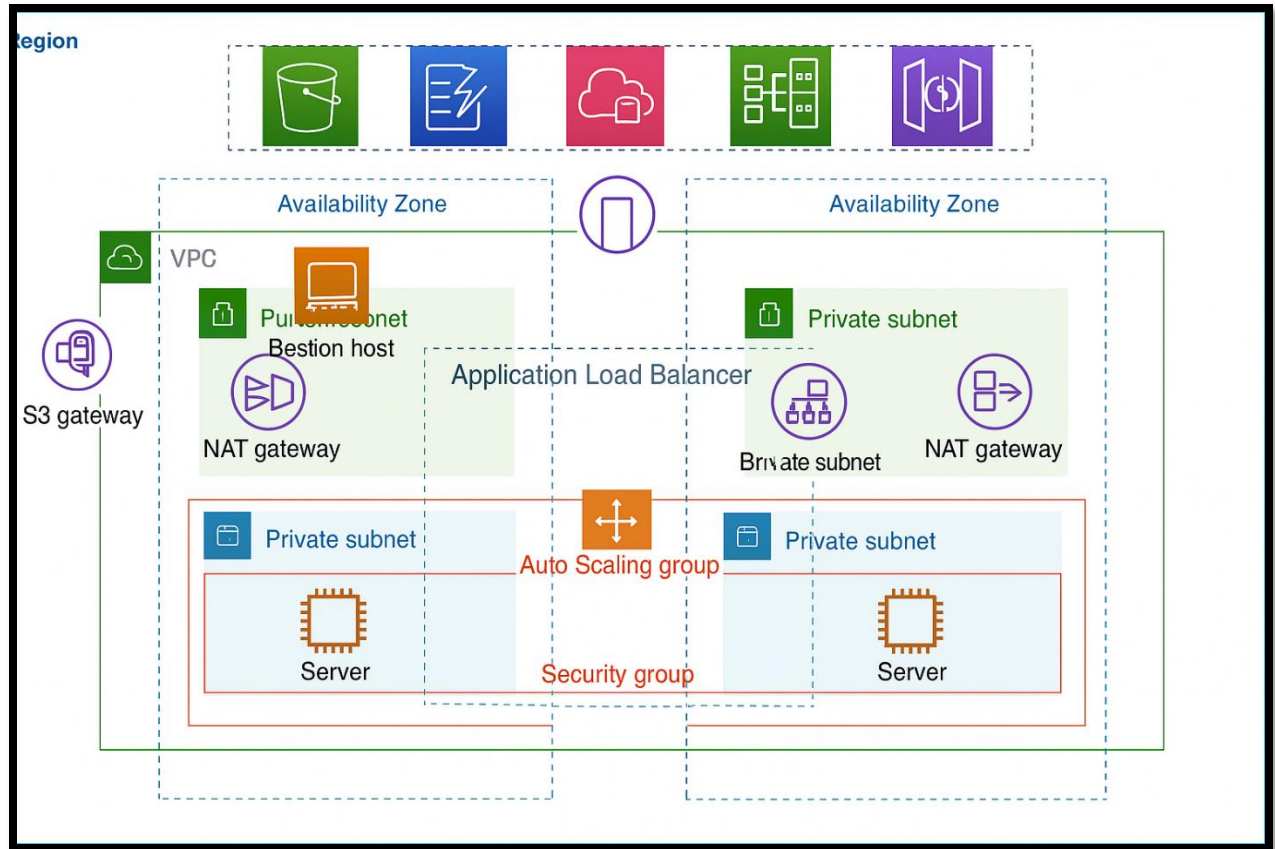 Region
Availability Zone
Availability Zone
VPC
Private subnet
Bestion host
Application Load Balancer
S3 gateway
NAT gateway
subnet
NAT gateway
Private subnet
Private subnet
Auto Scaling group
Server
Security group
Server